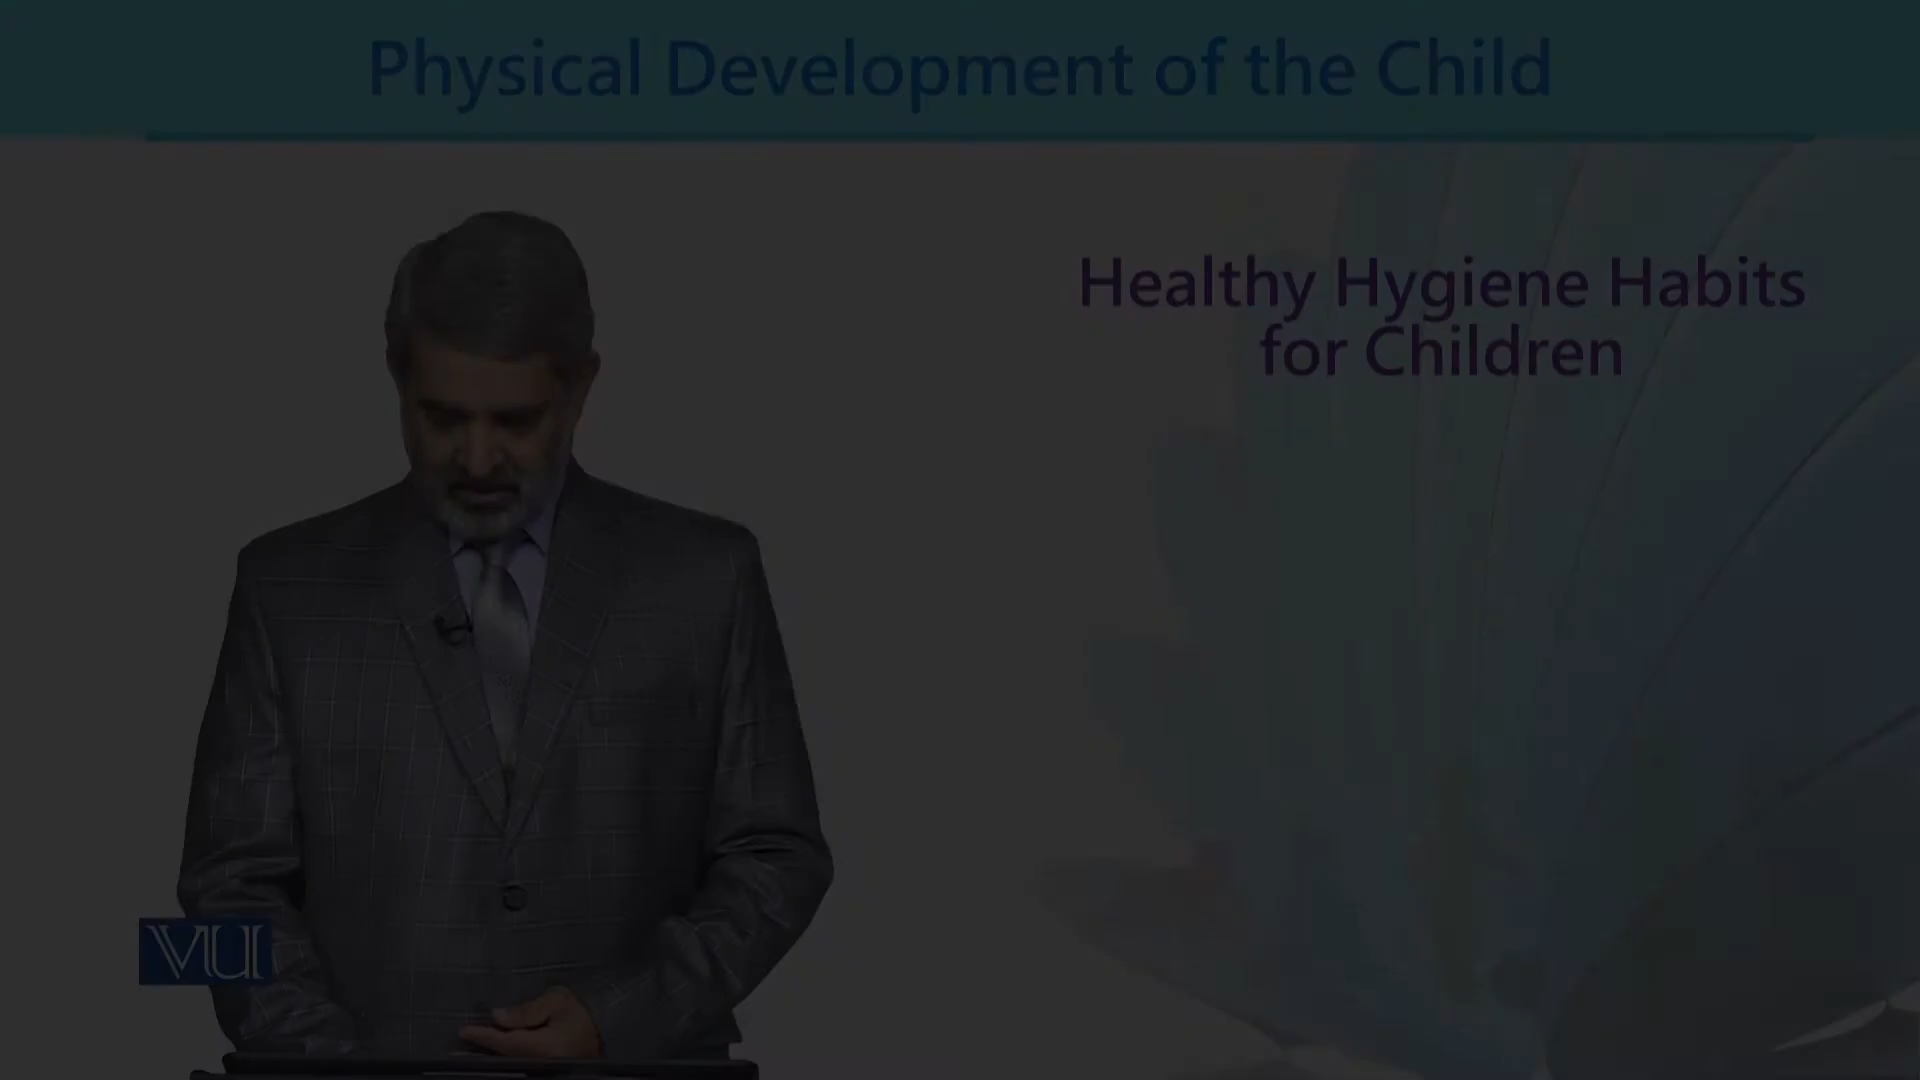 Physical Development of the Child
Healthy Hygiene Habits
for Children
VU